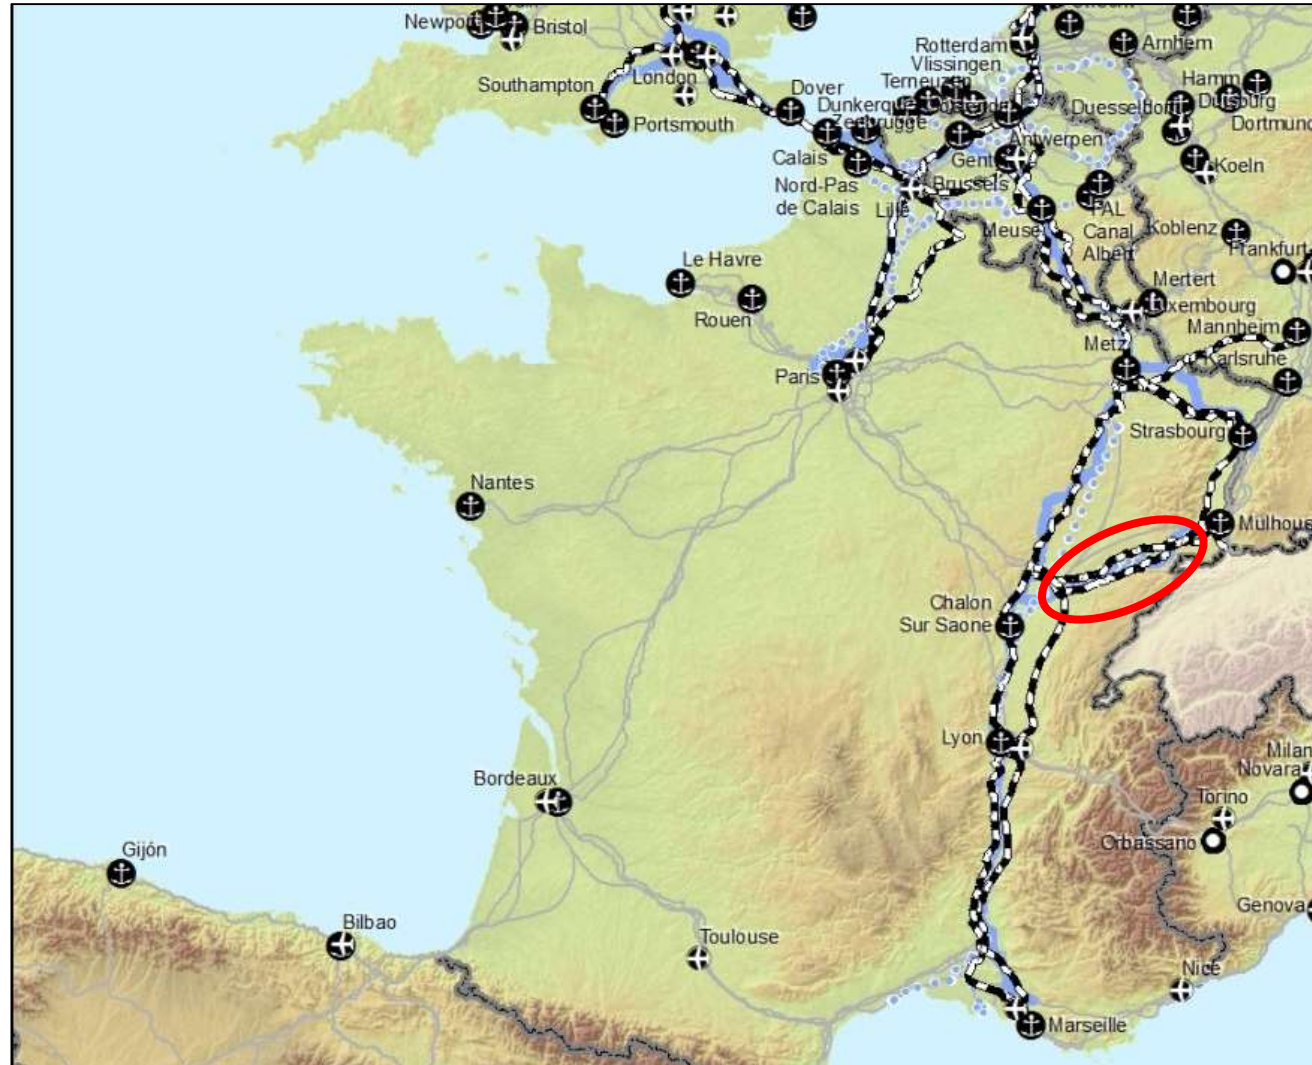 Newport
Bristol
London
Southampton
Portsmouth
Dover
Rotterdam
Vlissingen
Terneuzen
Arnhem
Hamm
Duisburg
Dortmund
Duesseldorf
Dunkerque
Oostende
Zeebrugge
Antwerpen
Gent
Calais
Koeln
Nord-Pas
de Calais
Lille
Brussels
PAL
Canal
Albert
Meuse
Koblenz
Frankfurt
Le Havre
Mertert
Luxembourg
Rouen
Mannheim
Metz
Karlsruhe
Paris
Strasbourg
Nantes
Mulhouse
Chalon
Sur Saone
Lyon
Milan
Novara
Bordeaux
Torino
Orbassano
Gijón
Genova
Bilbao
Toulouse
Nice
Marseille